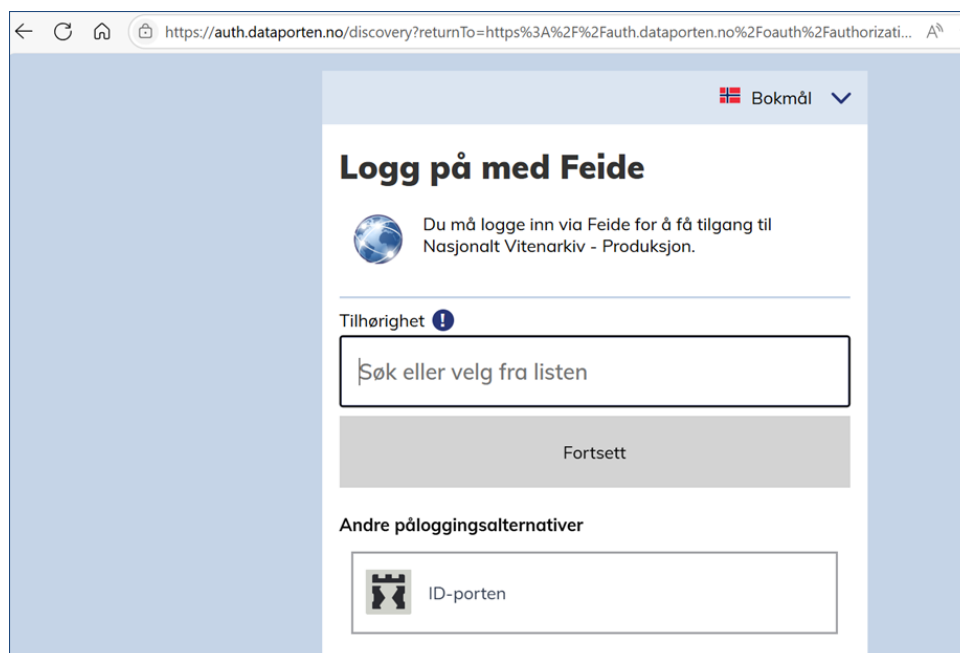 https://auth.dataporten.no/discovery?returnTo=https%3A%2F%2Fauth.dataporten.no%2Foauth%2Fauthorizati...
Bokmål
Logg på med Feide
Du må logge inn via Feide for å få tilgang til
Nasjonalt Vitenarkiv - Produksjon.
Tilhørighet !
Søk eller velg fra listen
Fortsett
Andre påloggingsalternativer
ID-porten